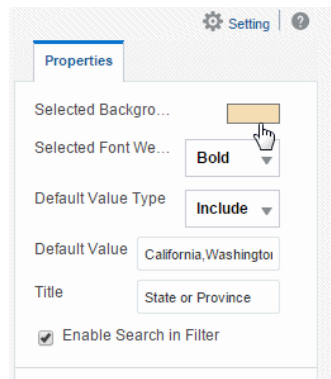 Setting ?
Properties
Selected Backgro...
Selected Font We... Bold
Default Value Type Include
Default Value California,Washington
Title State or Province
Enable Search in Filter